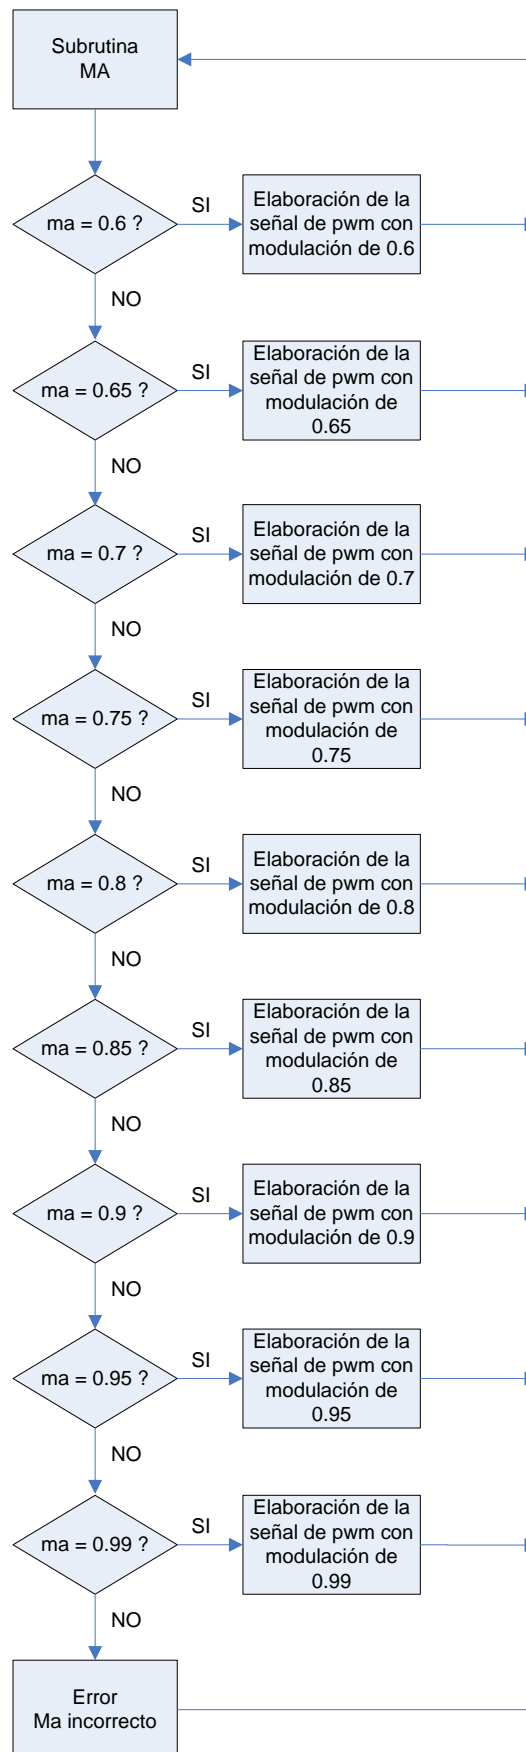 Subrutina
MA
ma = 0.6 ?
SI
Elaboración de la
señal de pwm con
modulación de 0.6
NO
ma = 0.65 ?
SI
Elaboración de la
señal de pwm con
modulación de
0.65
NO
ma = 0.7 ?
SI
Elaboración de la
señal de pwm con
modulación de 0.7
NO
ma = 0.75 ?
SI
Elaboración de la
señal de pwm con
modulación de
0.75
NO
ma = 0.8 ?
SI
Elaboración de la
señal de pwm con
modulación de 0.8
NO
ma = 0.85 ?
SI
Elaboración de la
señal de pwm con
modulación de
0.85
NO
ma = 0.9 ?
SI
Elaboración de la
señal de pwm con
modulación de 0.9
NO
ma = 0.95 ?
SI
Elaboración de la
señal de pwm con
modulación de
0.95
NO
ma = 0.99 ?
SI
Elaboración de la
señal de pwm con
modulación de
0.99
NO
Error
Ma incorrecto